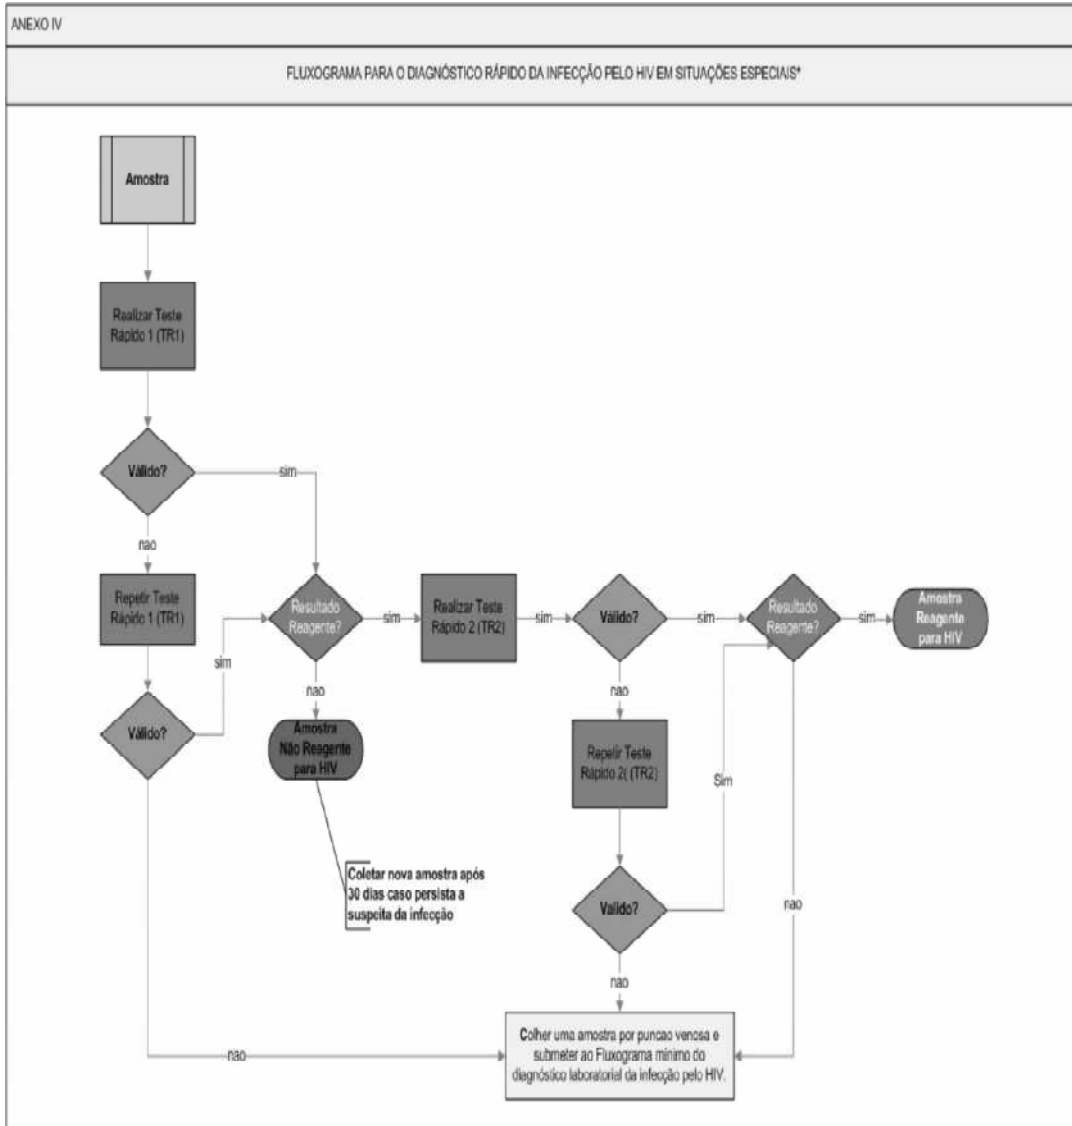 ANEXO IV
FLUXOGRAMA PARA O DIAGNÓSTICO RÁPIDO DA INFECÇÃO PELO HIV EM SITUAÇÕES ESPECIAIS*
Amostra
Realizar Teste
Rápido 1 (TR1)
Válido?
sim
nao
Repetir Teste
Rápido 1 (TR1)
sim
Válido?
Resultado
Reagente?
sim
nao
Amostra
Não Reagente
para HIV
Coletar nova amostra após
30 dias caso persista a
suspeita da infecção
Realizar Teste
Rápido 2 (TR2)
sim
Válido?
sim
nao
Repetir Teste
Rápido 2( (TR2)
Sim
Valido?
nao
Resultado
Reagente?
sim
nao
Amostra
Reagente
para HIV
nao
Colher uma amostra por puncao venosa e
submeter ao Fluxograma mínimo do
diagnóstico laboratorial da infecção pelo HIV.